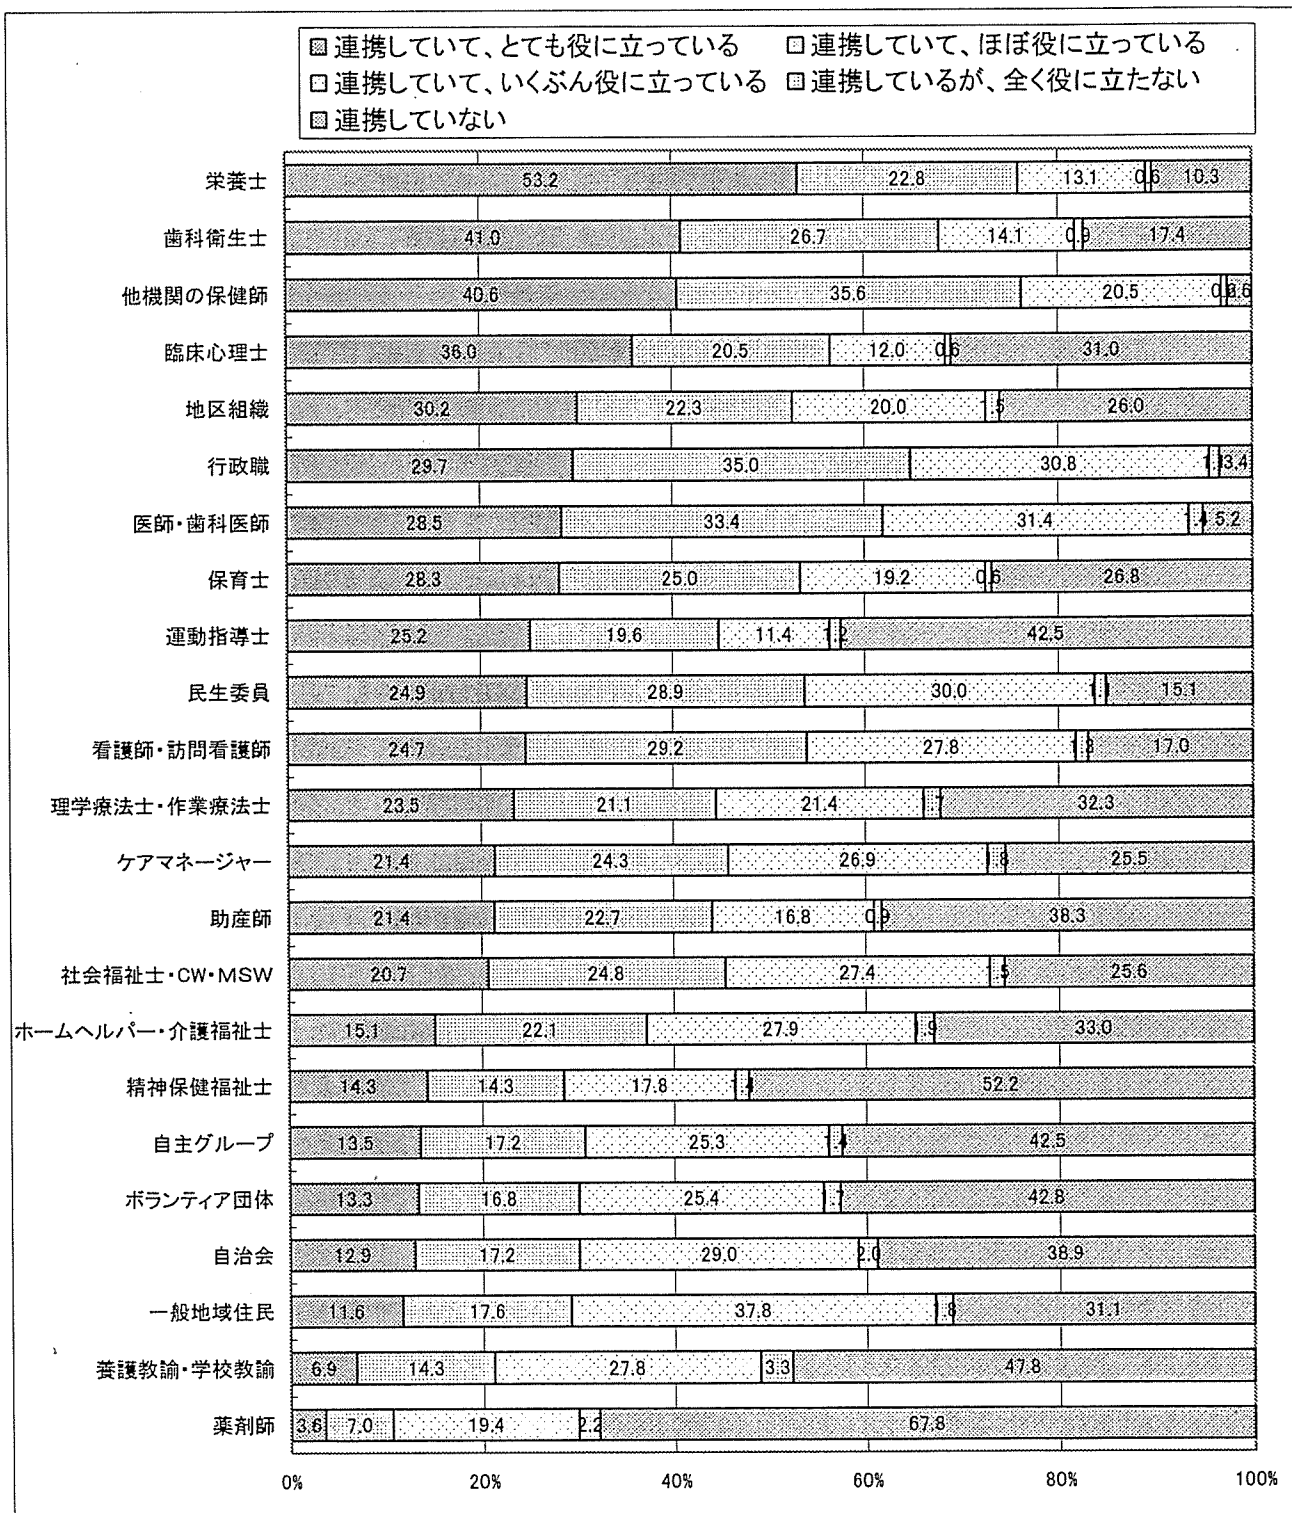 連携していて、とても役に立っている 連携していて、ほぼ役に立っている
連携していて、いくぶん役に立っている 連携しているが、全く役に立たない
連携していない
栄養士 53.2 22.8 13.1 0.6 10.3
歯科衛生士 41.0 26.7 14.1 0.9 17.4
他機関の保健師 40.6 35.6 20.5
臨床心理士 36.0 20.5 12.0 0.6 31.0
地区組織 30.2 22.3 20.0 1.5 26.0
行政職 29.7 35.0 30.8 1.1 3.4
医師・歯科医師 28.5 33.4 31.4 1.4 5.2
保育士 28.3 25.0 19.2 0.6 26.8
運動指導士 25.2 19.6 11.4 1.2 42.5
民生委員 24.9 28.9 30.0 1.1 15.1
看護師・訪問看護師 24.7 29.2 27.8 1.3 17.0
理学療法士・作業療法士 23.5 21.1 21.4 1.7 32.3
ケアマネージャー 21.4 24.3 26.9 1.8 25.5
助産師 21.4 22.7 16.8 0.9 38.3
社会福祉士・CW・MSW 20.7 24.8 27.4 1.5 25.6
ホームヘルパー・介護福祉士 15.1 22.1 27.9 1.9 33.0
精神保健福祉士 14.3 14.3 17.8 1.4 52.2
自主グループ 13.5 17.2 25.3 1.4 42.5
ボランティア団体 13.3 16.8 25.4 1.7 42.8
自治会 12.9 17.2 29.0 2.0 38.9
一般地域住民 11.6 17.6 37.8 1.8 31.1
養護教諭・学校教諭 6.9 14.3 27.8 3.3 47.8
薬剤師 3.6 7.0 19.4 2.2 67.8
0% 20% 40% 60% 80% 100%